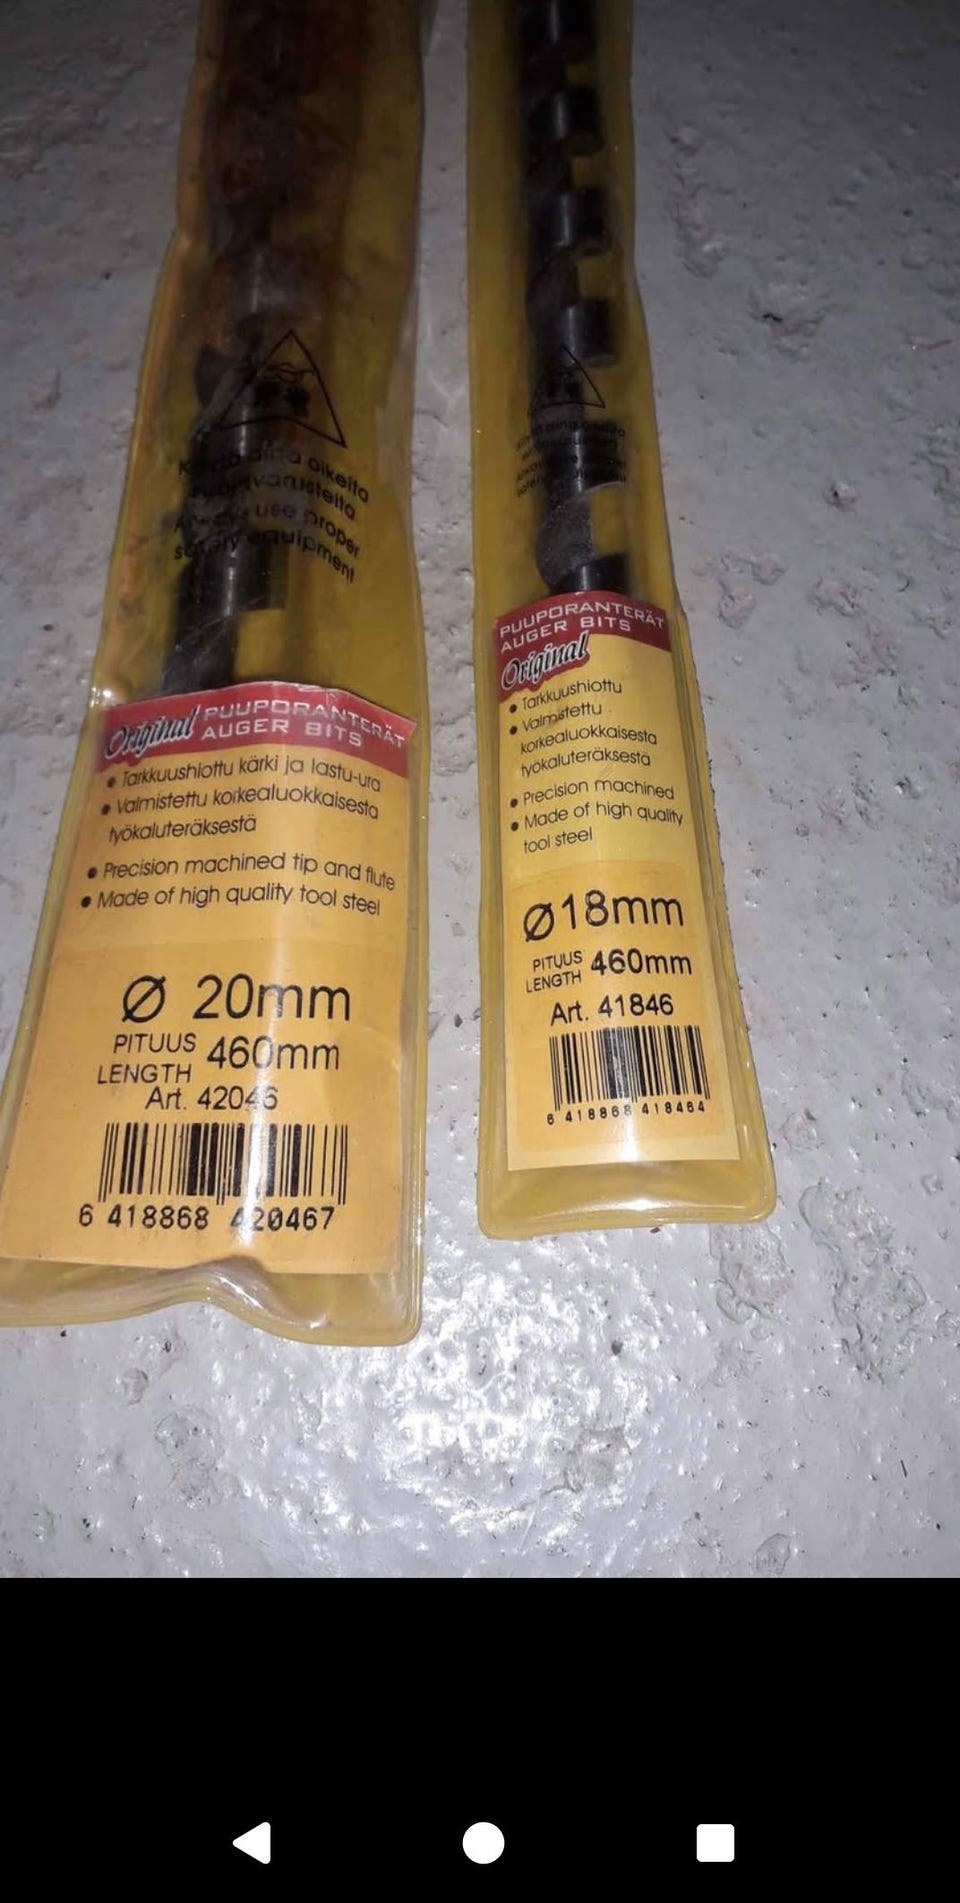 oikeita
varusteita
Always use proper
safety equipment
Original PUUPORANTERÄT
AUGER BITS
• Tarkkuushiottu kärki ja lastu-ura
• Valmistettu korkealuokkaisesta
työkaluteräksestä
• Precision machined tip and flute
• Made of high quality tool steel
Ø 20mm
PITUUS
LENGTH 460mm
Art. 42046
6 418868 420467
PUUPORANTERÄT
AUGER BITS
Original
• Tarkkuushiottu
• Valmistettu
korkealuokkaisesta
työkaluteräksestä
• Precision machined
• Made of high quality
tool steel
Ø18mm
PITUUS
LENGTH 460mm
Art. 41846
6 418868 418464